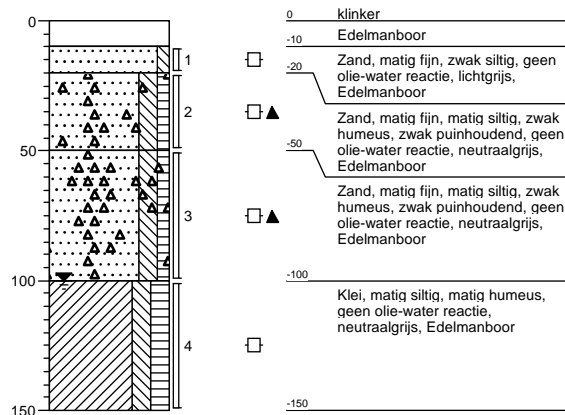 0
50
100
150
1
2
3
4
0
klinker
-10
Edelmanboor
-20
Zand, matig fijn, zwak siltig, geen
olie-water reactie, lichtgrijs,
Edelmanboor
Zand, matig fijn, matig siltig, zwak
humeus, zwak puinhoudend, geen
olie-water reactie, neutraalgrijs,
Edelmanboor
-50
Zand, matig fijn, matig siltig, zwak
humeus, zwak puinhoudend, geen
olie-water reactie, neutraalgrijs,
Edelmanboor
-100
Klei, matig siltig, matig humeus,
geen olie-water reactie,
neutraalgrijs, Edelmanboor
-150